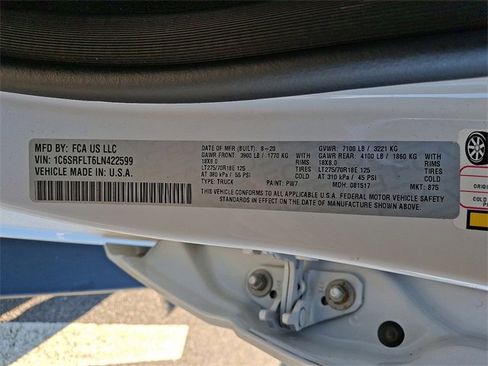 MFD BY: FCA US LLC
VIN: 1C6SRFLT6LN422599
VEHICLE MADE IN: U.S.A.
DATE OF MFR (BUILT): 8-20 GVWR: 7100 LB / 3221 KG
GAWR FRONT: 3900 LB / 1770 KG WITH GAWR REAR: 4100 LB / 1860 KG WITH
18X8.0 RIMS 18X8.0 RIMS
LT275/70R18E 125 TIRES LT275/70R18E 125 TIRES
AT 380 kPa / 55 PSI COLD AT 310 kPa / 45 PSI COLD
TYPE: TRUCK PAINT: PW7 MDH: 081517 MKT: 875
THIS VEHICLE CONFORMS TO ALL APPLICABLE U.S.A. FEDERAL MOTOR VEHICLE SAFETY
STANDARDS IN EFFECT ON THE DATE OF MANUFACTURE SHOWN ABOVE.